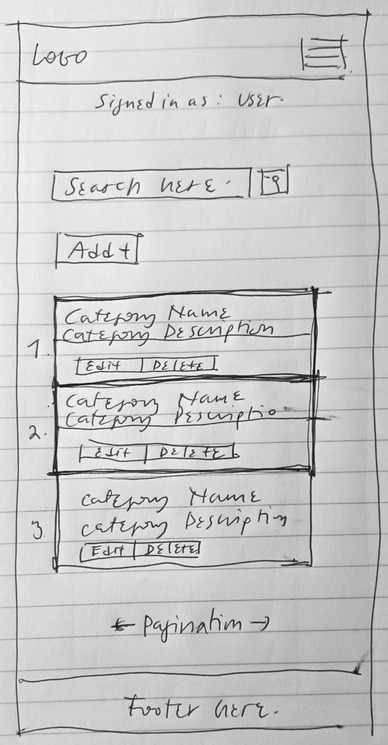 Logo
Signed in as : User.
Search here.
Add +
1.
Category Name
Category Description
Edit Delete
2.
Category Name
Category Descriptio
Edit Delete
3.
Category Name
Category Description
Edit Delete
← Pagination →
Footer here.